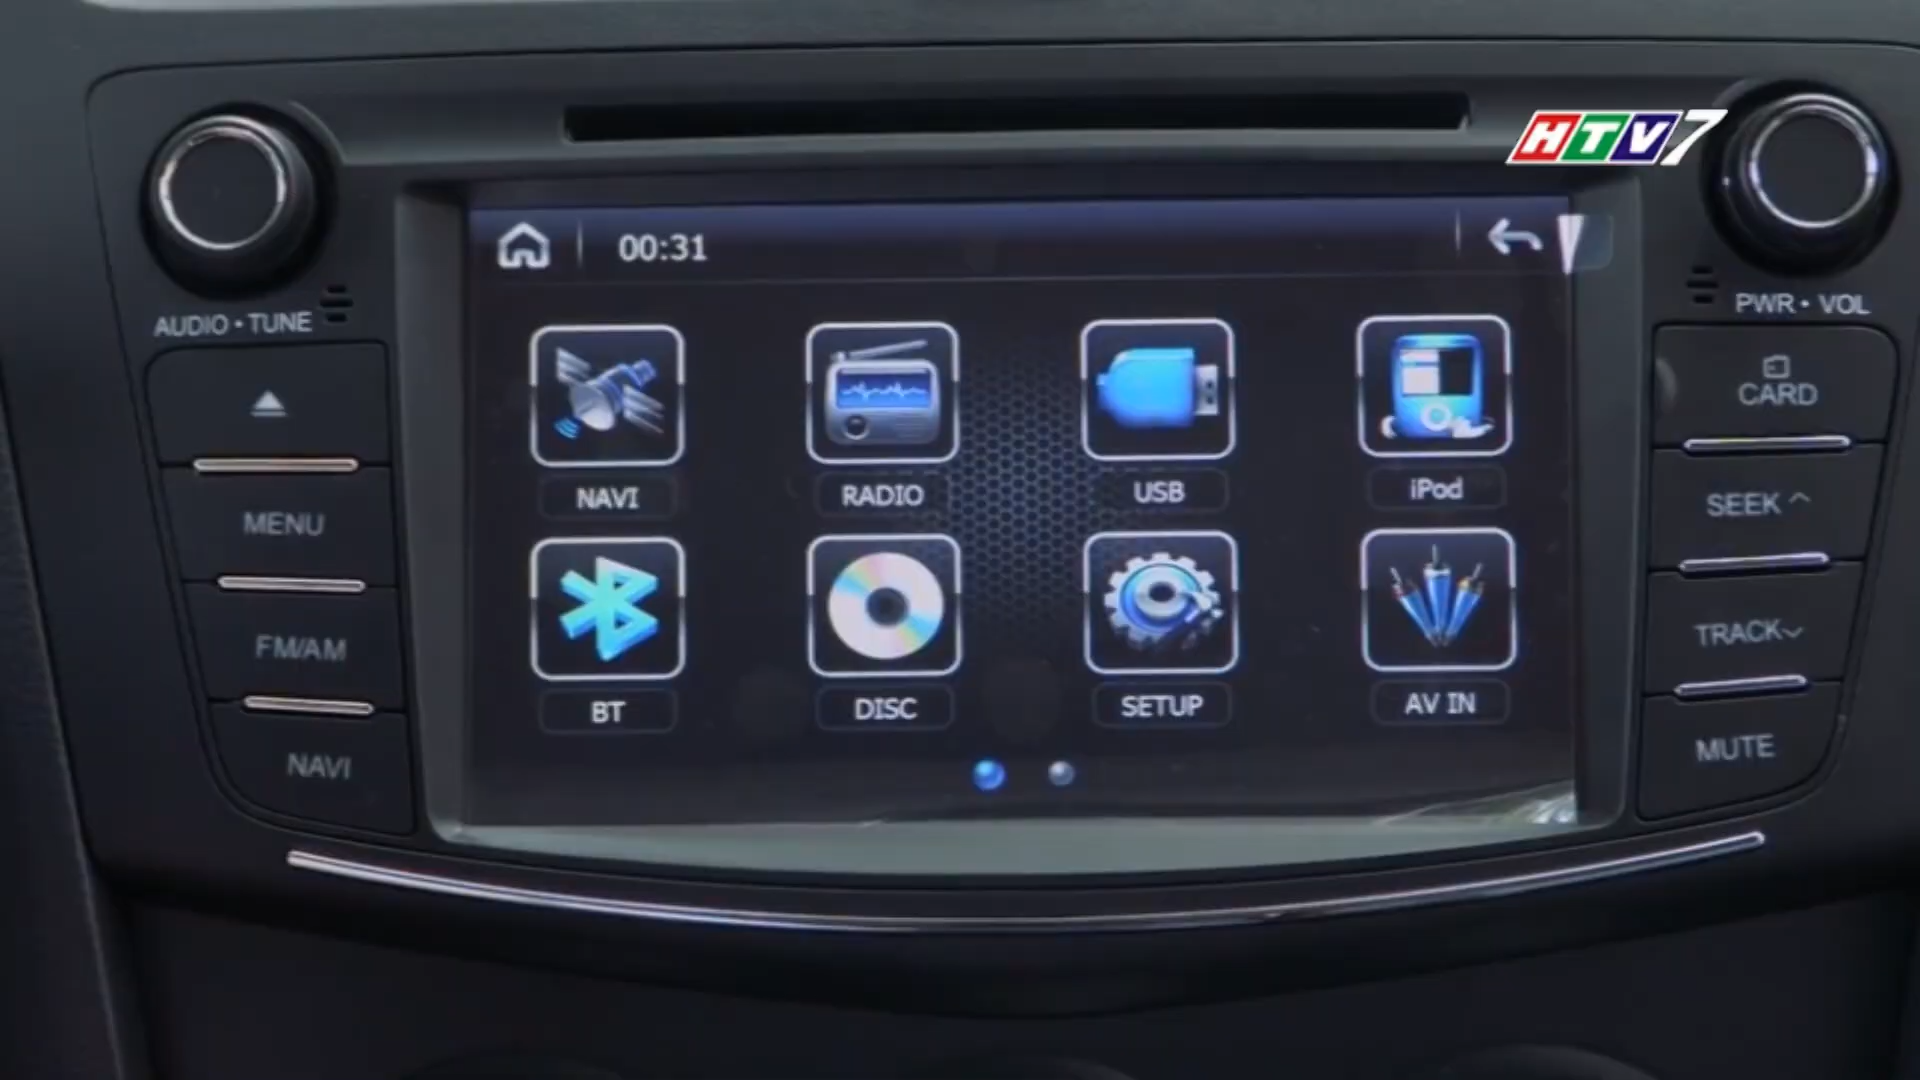 HTV7
AUDIO•TUNE
PWR• VOL
00:31
MENU
FM/AM
NAVI
NAVI
RADIO
USB
iPod
BT
DISC
SETUP
AV IN
CARD
SEEK
TRACK
MUTE